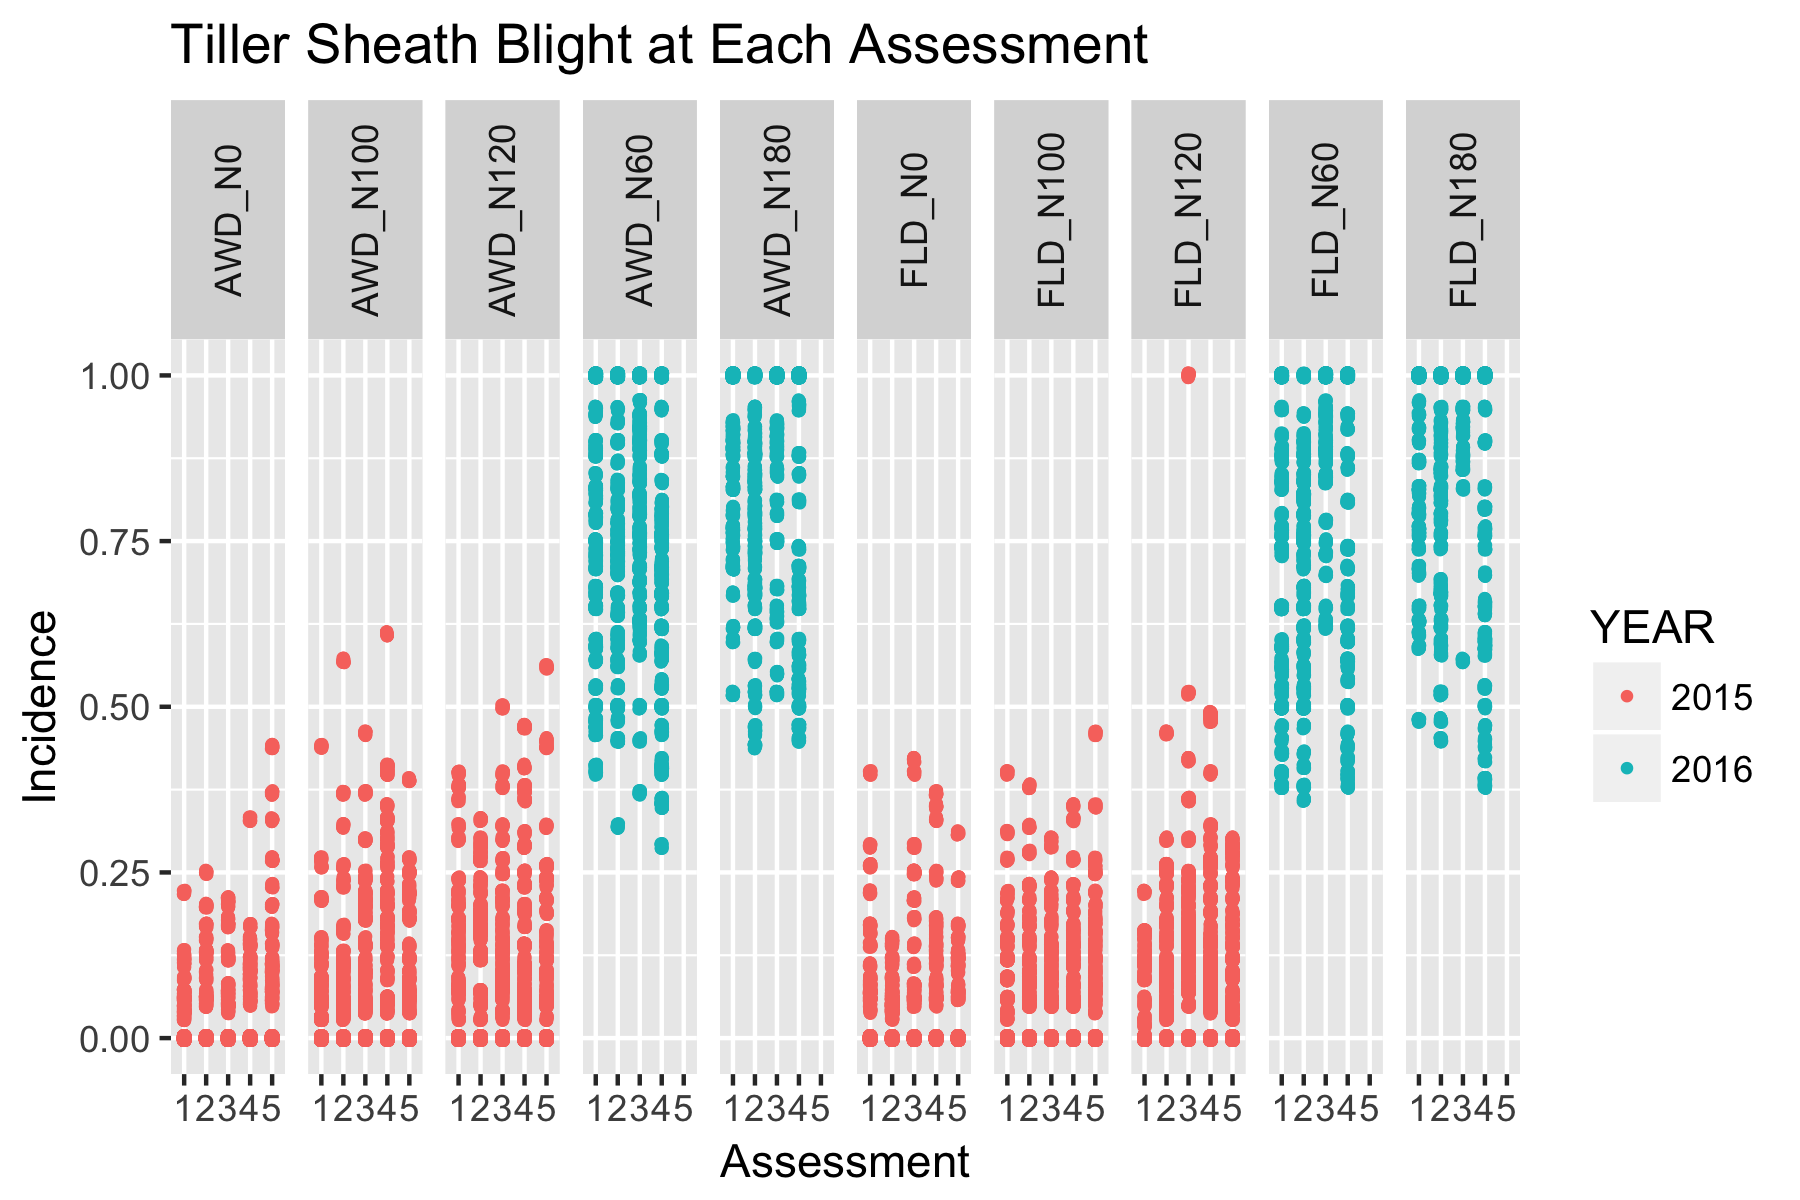 Tiller Sheath Blight at Each Assessment
AWD_N0 AWD_N100 AWD_N120 AWD_N60 AWD_N180 FLD_N0 FLD_N100 FLD_N120 FLD_N60 FLD_N180
1.00
0.75
0.50
0.25
0.00
Incidence
12345 12345 12345 12345 12345 12345 12345 12345 12345 12345
Assessment
YEAR
2015
2016